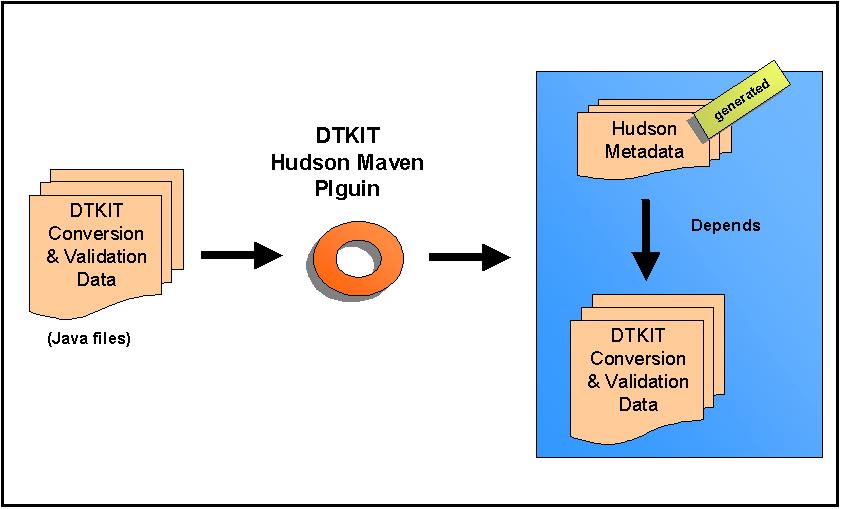 DTKIT
Conversion
& Validation
Data
(Java files)
DTKIT
Hudson Maven
Plguin
Hudson
Metadata
generated
Depends
DTKIT
Conversion
& Validation
Data